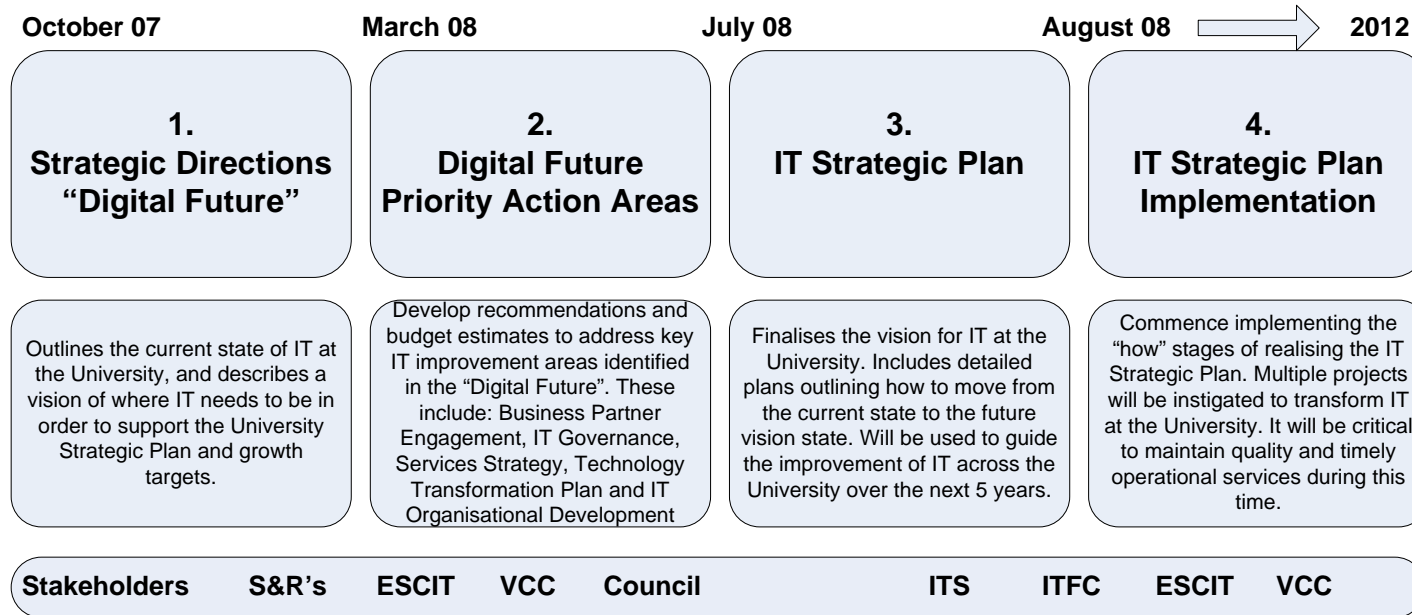 October 07 March 08 July 08 August 08 2012
1.
Strategic Directions
“Digital Future”
2.
Digital Future
Priority Action Areas
3.
IT Strategic Plan
4.
IT Strategic Plan
Implementation
Outlines the current state of IT at
the University, and describes a
vision of where IT needs to be in
order to support the University
Strategic Plan and growth
targets.
Develop recommendations and
budget estimates to address key
IT improvement areas identified
in the “Digital Future”. These
include: Business Partner
Engagement, IT Governance,
Services Strategy, Technology
Transformation Plan and IT
Organisational Development
Finalises the vision for IT at the
University. Includes detailed
plans outlining how to move from
the current state to the future
vision state. Will be used to guide
the improvement of IT across the
University over the next 5 years.
Commence implementing the
“how” stages of realising the IT
Strategic Plan. Multiple projects
will be instigated to transform IT
at the University. It will be critical
to maintain quality and timely
operational services during this
time.
Stakeholders S&R’s ESCIT VCC Council ITS ITFC ESCIT VCC